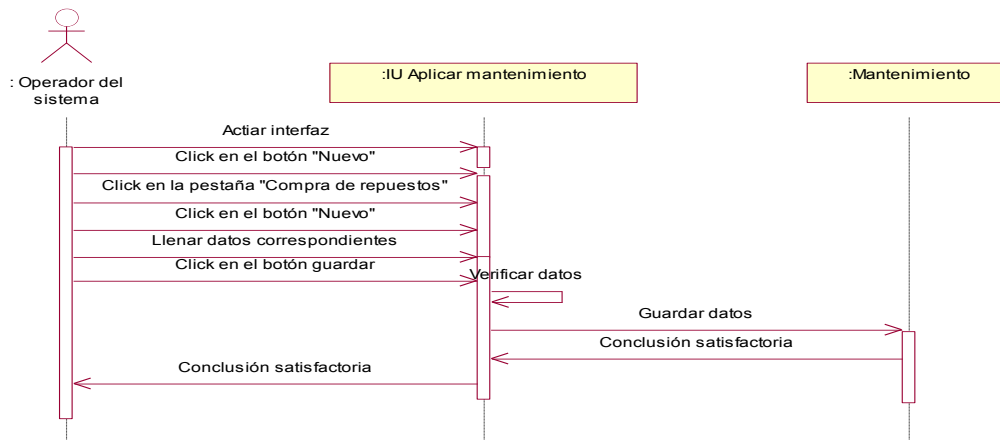 : Operador del
sistema
:IU Aplicar mantenimiento
:Mantenimiento
Actiar interfaz
Click en el botón "Nuevo"
Click en la pestaña "Compra de repuestos"
Click en el botón "Nuevo"
Llenar datos correspondientes
Click en el botón guardar
Verificar datos
Guardar datos
Conclusión satisfactoria
Conclusión satisfactoria